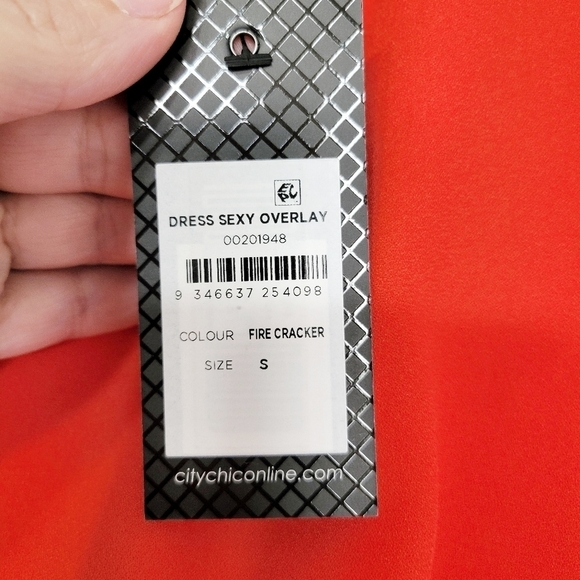 DRESS SEXY OVERLAY
00201948
9 346637 254098
COLOUR FIRE CRACKER
SIZE S
citychiconline.com